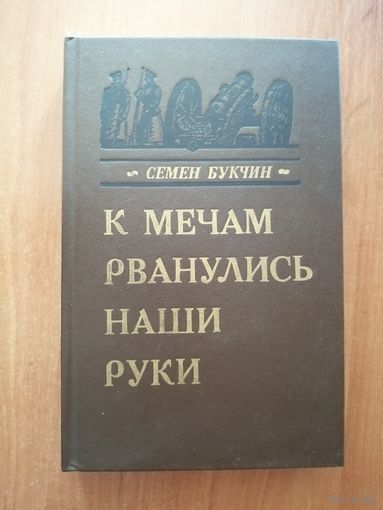 СЕМЕН БУКЧИН
К МЕЧАМ
РВАНУЛИСЬ
НАШИ
РУКИ